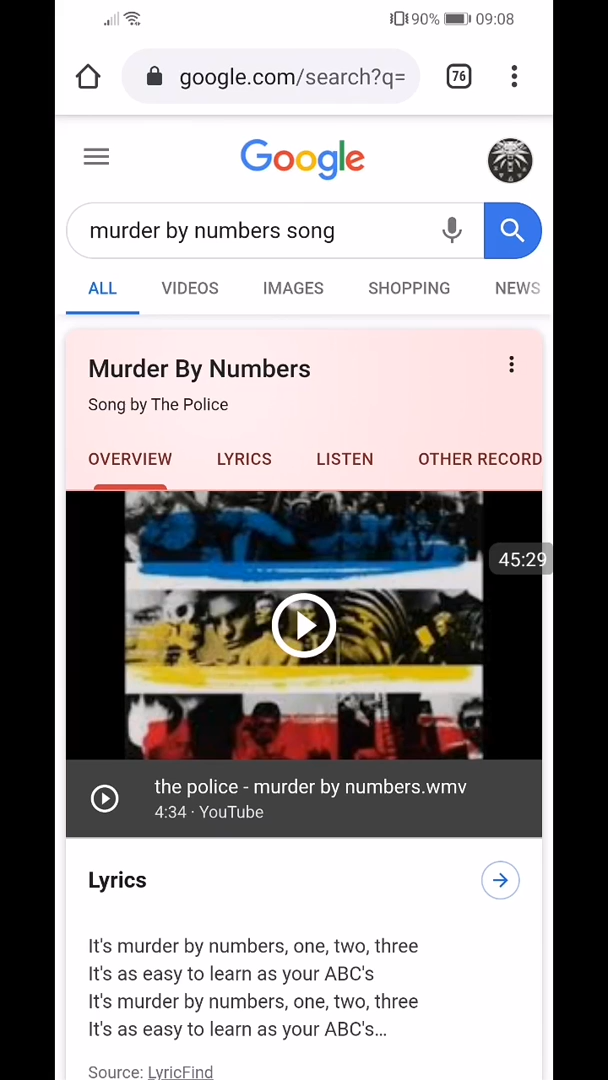 90% 09:08
google.com/search?q=
76
Google
murder by numbers song
ALL VIDEOS IMAGES SHOPPING NEWS
Murder By Numbers
Song by The Police
OVERVIEW LYRICS LISTEN OTHER RECORD
45:29
the police - murder by numbers.wmv
4:34 · YouTube
Lyrics
It's murder by numbers, one, two, three
It's as easy to learn as your ABC's
It's murder by numbers, one, two, three
It's as easy to learn as your ABC's...
Source: LyricFind